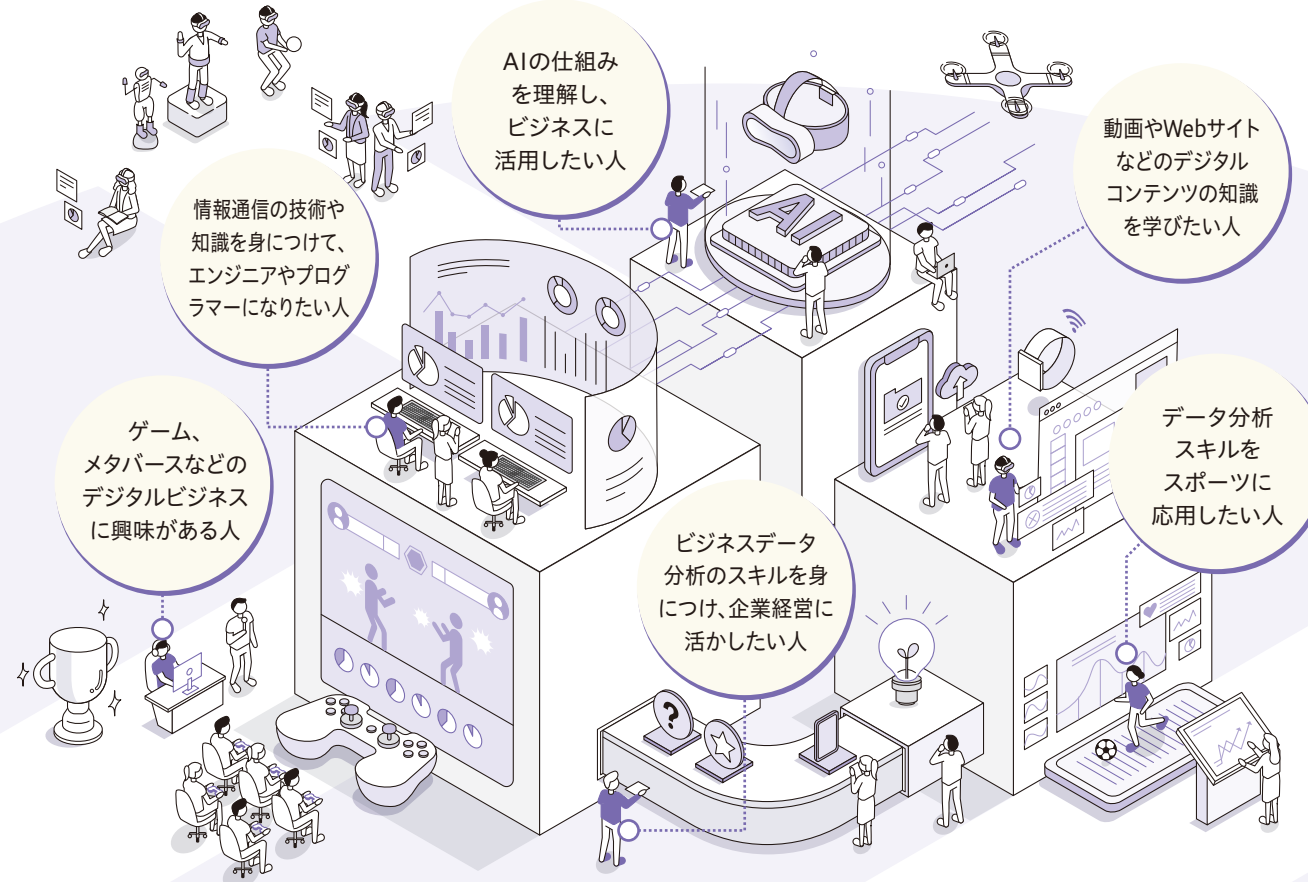 AIの仕組み
を理解し、
ビジネスに
活用したい人
動画やWebサイト
などのデジタル
コンテンツの知識
を学びたい人
情報通信の技術や
知識を身につけて、
エンジニアやプログ
ラマーになりたい人
AI
ゲーム、
メタバースなどの
デジタルビジネス
に興味がある人
データ分析
スキルを
スポーツに
応用したい人
ビジネスデータ
分析のスキルを身
につけ、企業経営に
活かしたい人
?